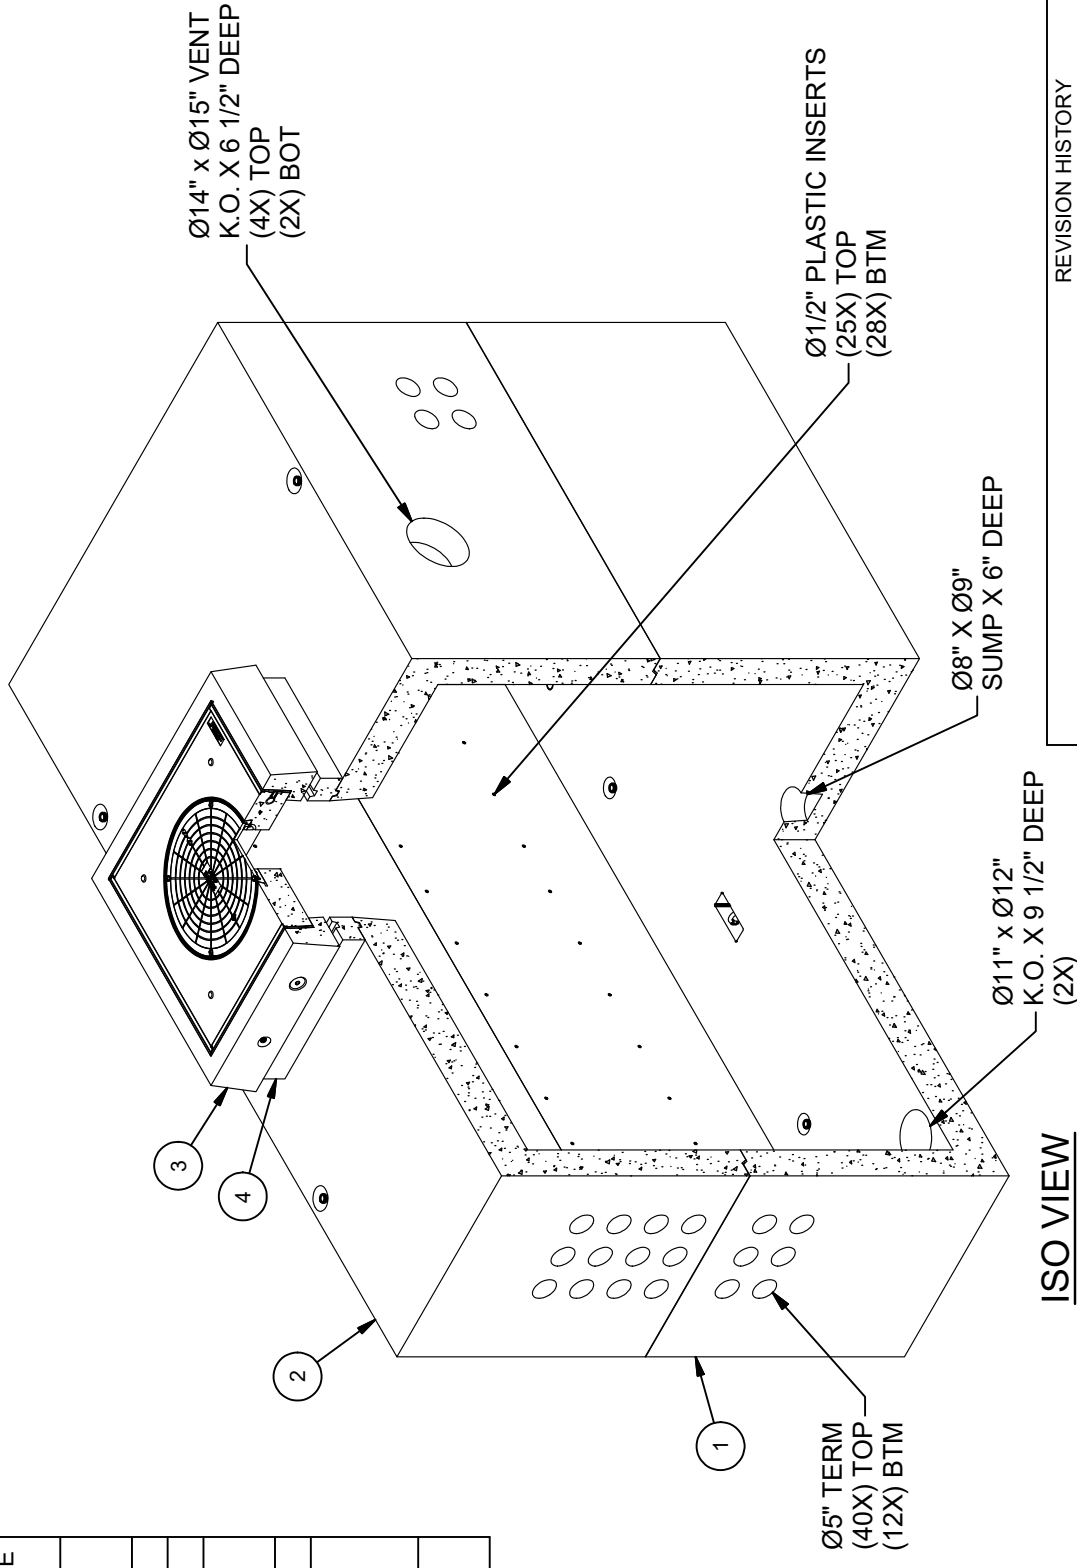 Ø14" x Ø15" VENT
K.O. X 6 1/2" DEEP
(4X) TOP
(2X) BOT
Ø1/2" PLASTIC INSERTS
(25X) TOP
(28X) BTM
Ø8" X Ø9"
SUMP X 6" DEEP
Ø11" x Ø12"
K.O. X 9 1/2" DEEP
(2X)
Ø5" TERM
(40X) TOP
(12X) BTM
1
2
3
4
ISO VIEW
REVISION HISTORY
E